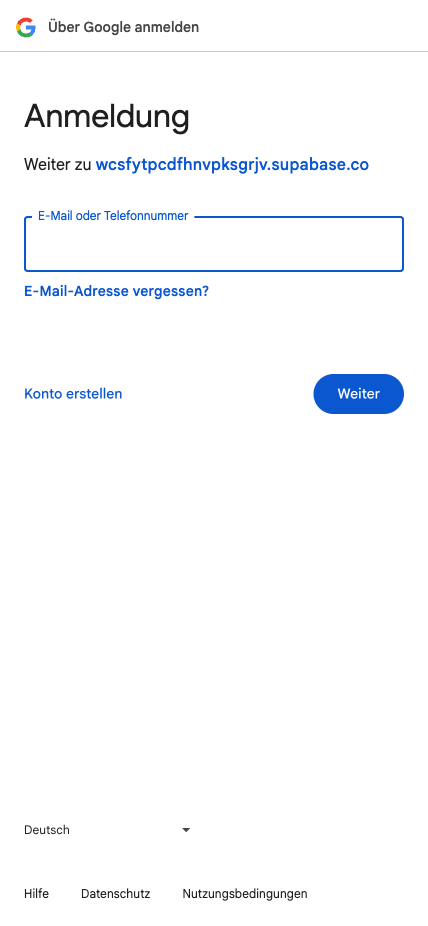 Über Google anmelden
Anmeldung
Weiter zu wcsfytpcdfhnvpksgrjv.supabase.co
E-Mail oder Telefonnummer
E-Mail-Adresse vergessen?
Konto erstellen
Weiter
Deutsch
Hilfe Datenschutz Nutzungsbedingungen